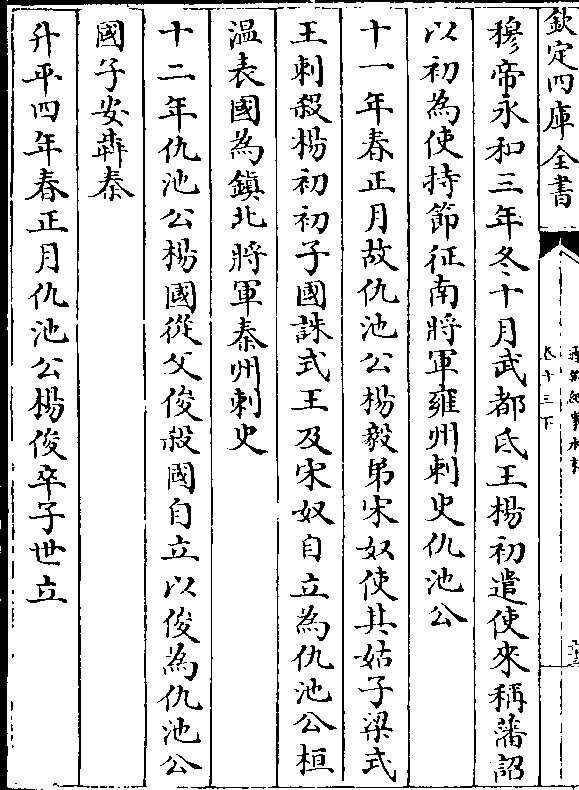 欽定四庫全書
卷十三下
穆帝永和三年冬十月武都氐王楊初遣使來稱藩詔
以初為使持節征南將軍雍州刺史仇池公
十一年春正月故仇池公楊毅弟宋奴使其姑子梁式
王刺殺楊初初子國誅式王及宋奴自立為仇池公桓
温表國為鎮北將軍秦州刺史
十二年仇池公楊國從父俊殺國自立以俊為仇池公
國子安奔秦
升平四年春正月仇池公楊俊卒子世立